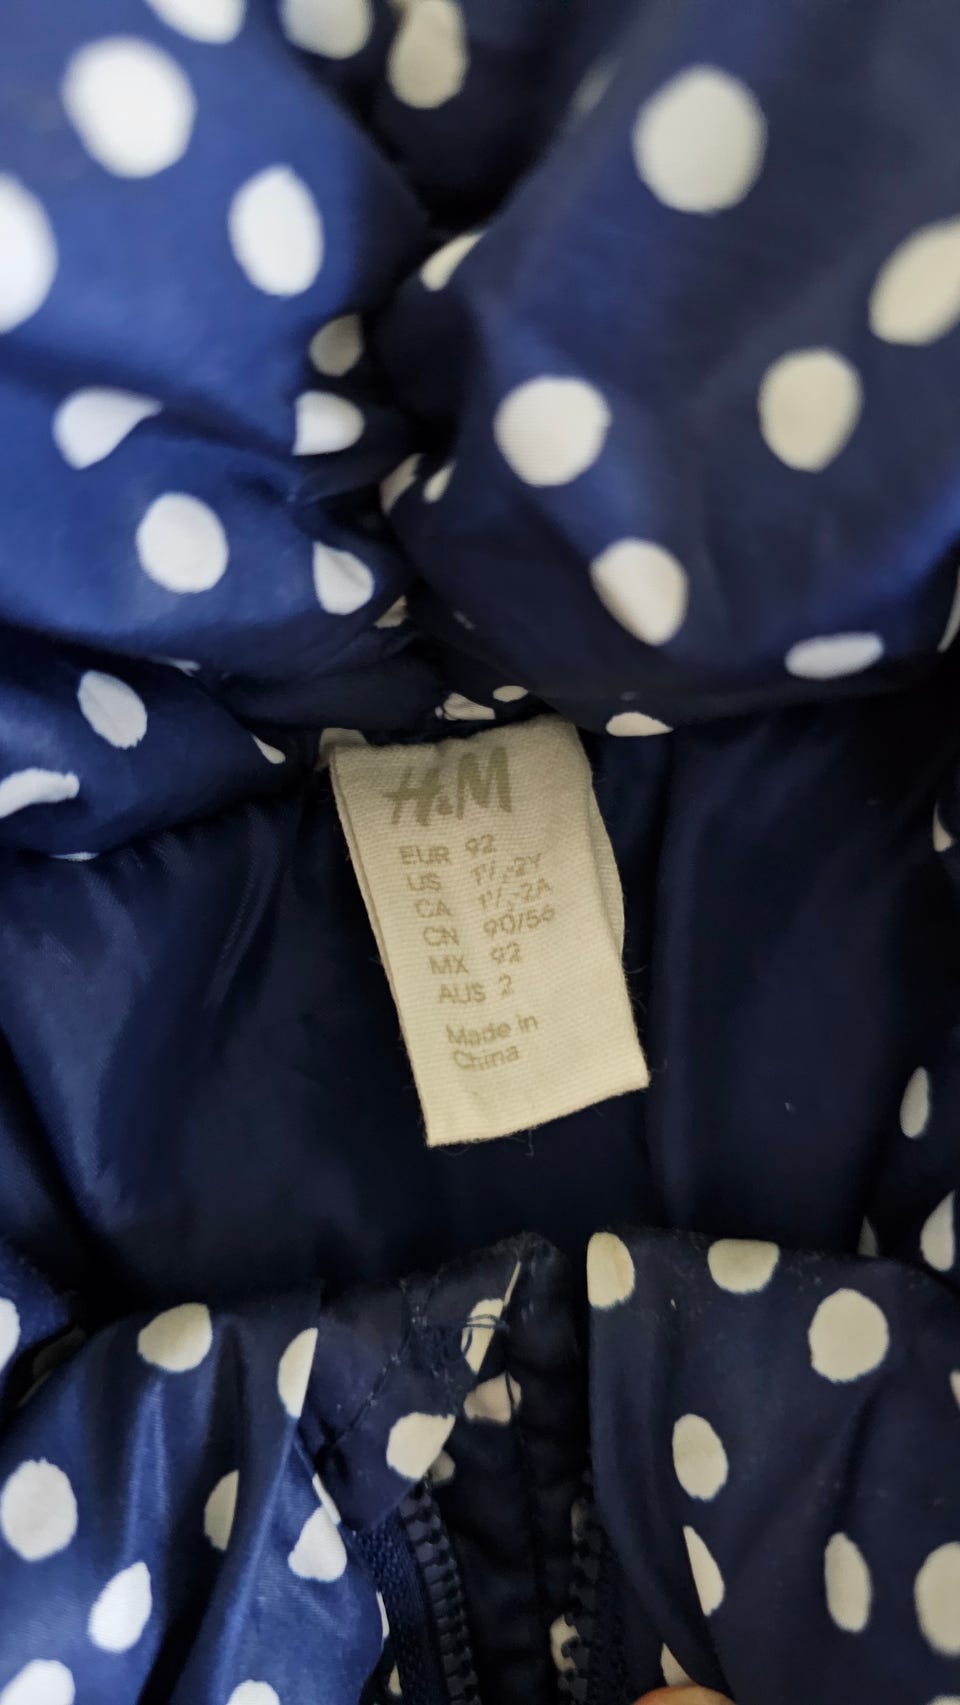 H&M
EUR 92
US 1½-2Y
CA 1½-2A
CN 90/56
MX 92
AUS 2
Made in
China